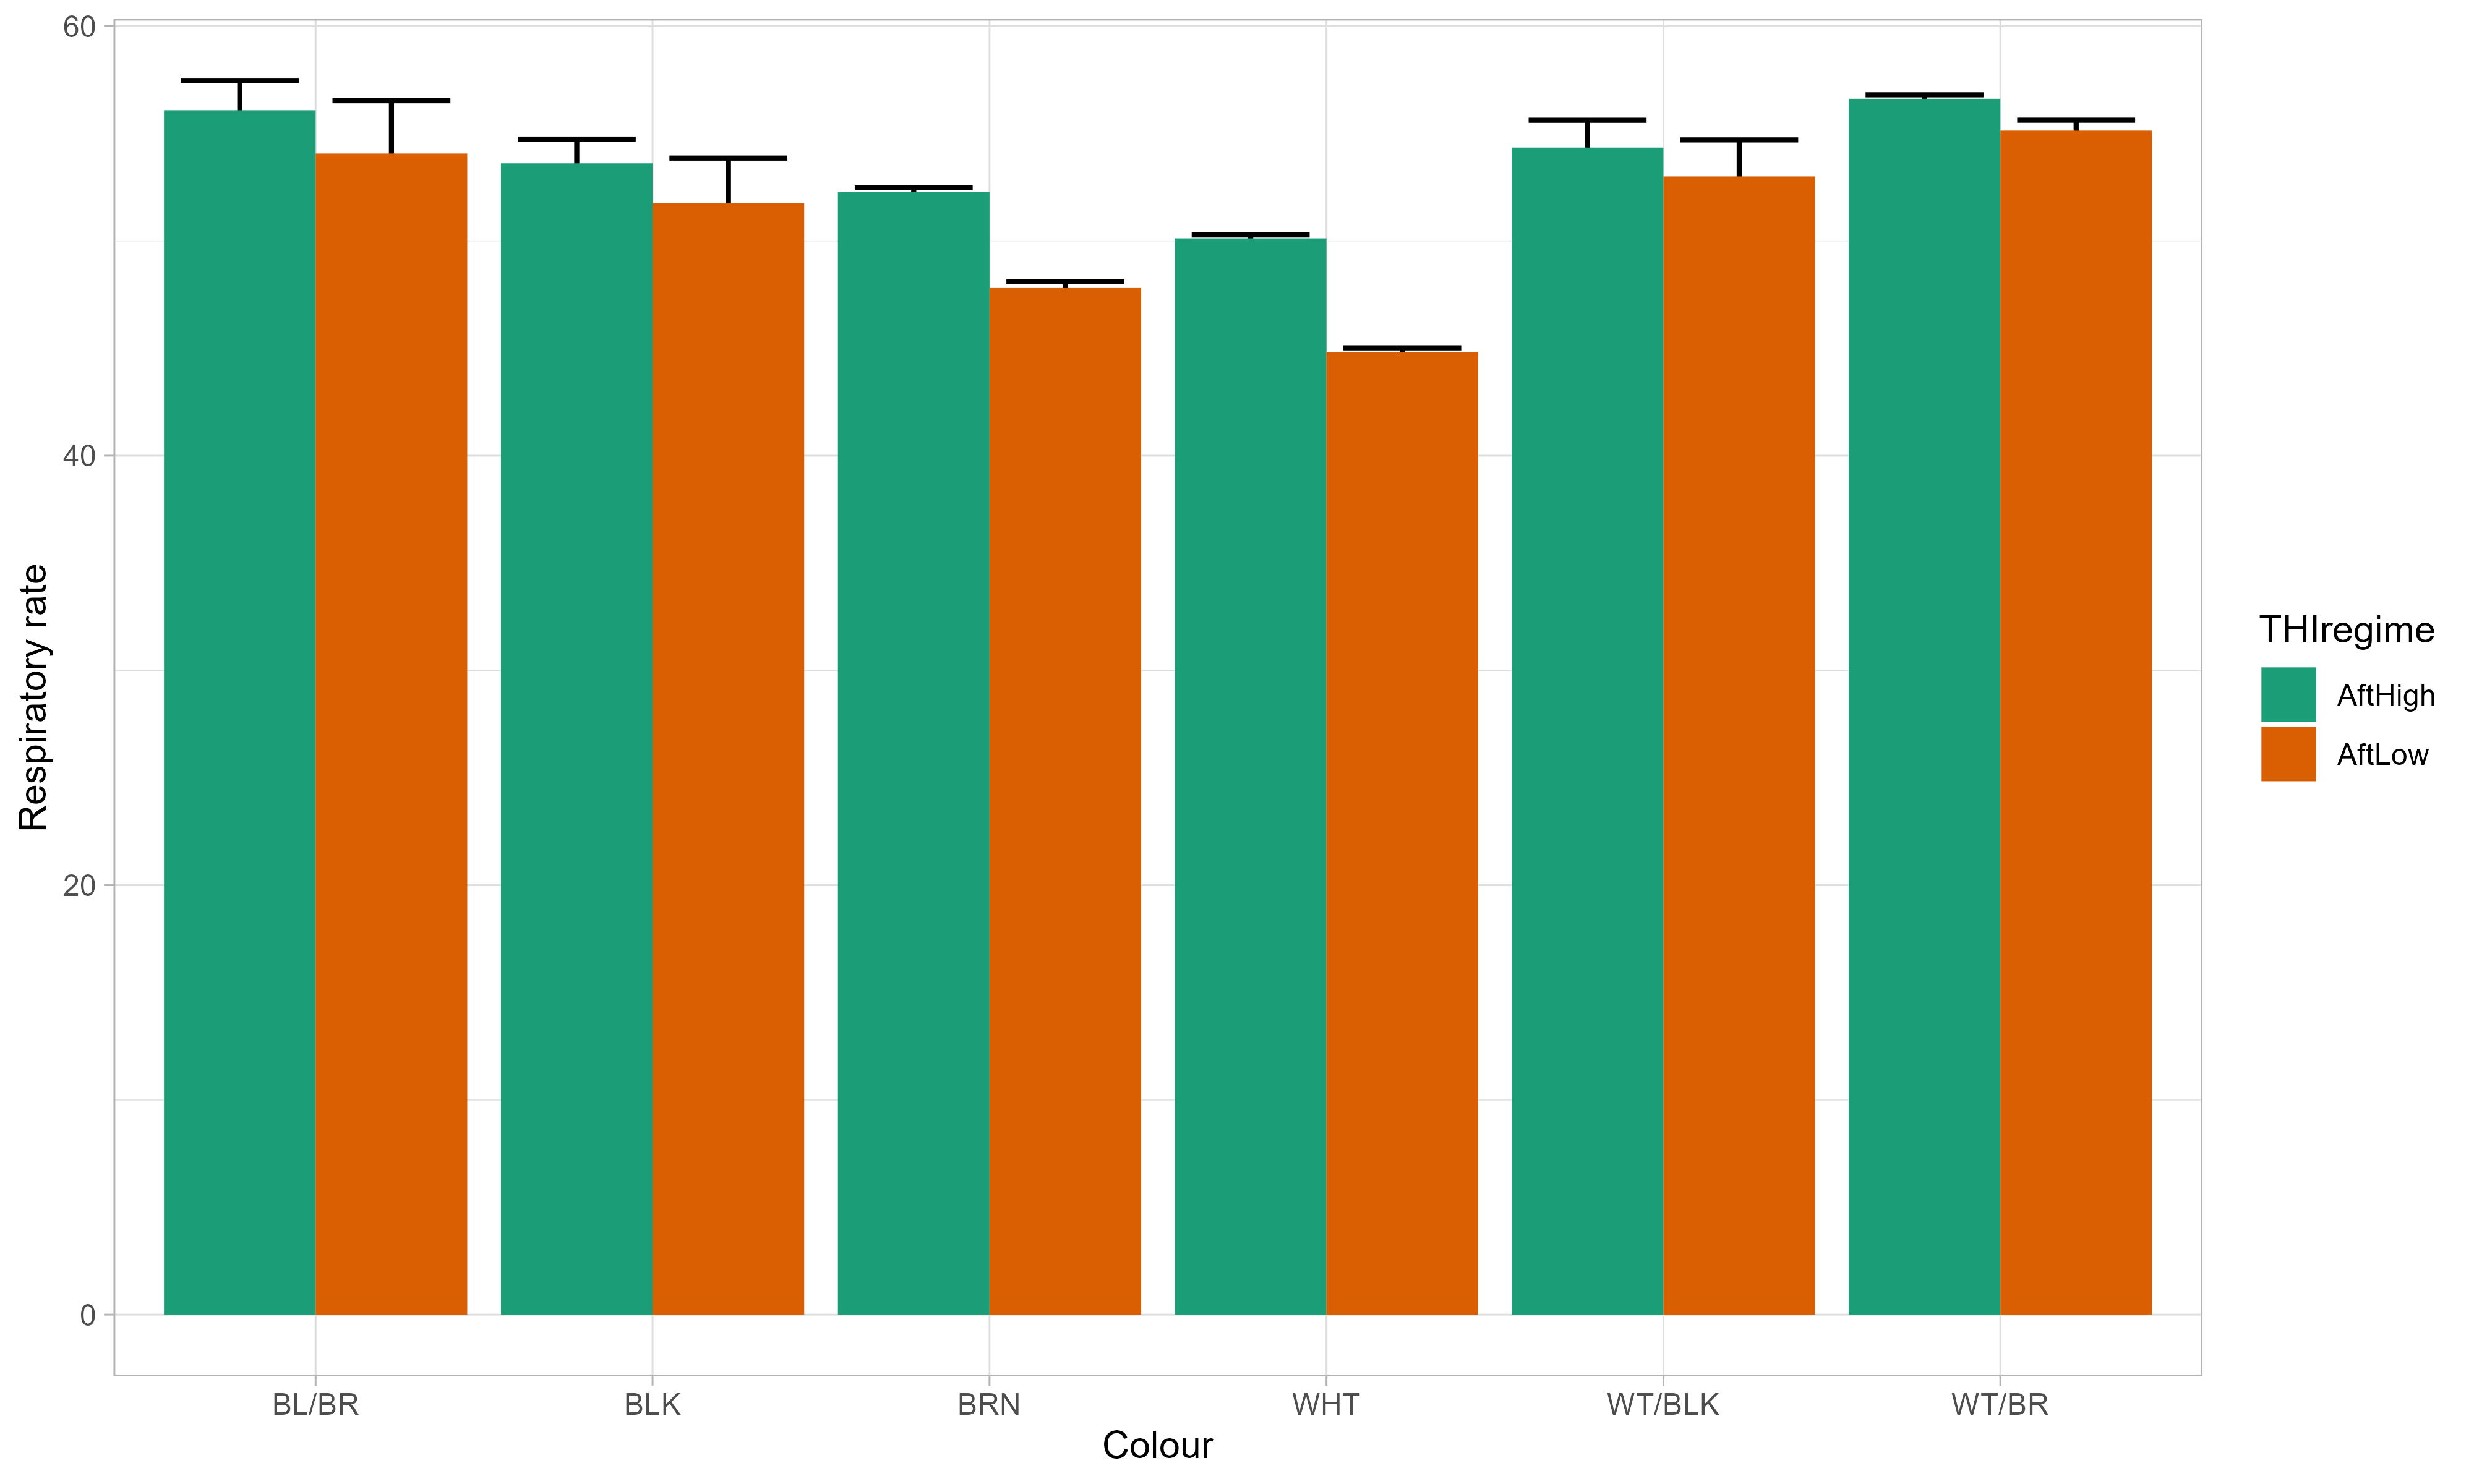 60
40
20
0
Respiratory rate
BL/BR BLK BRN WHT WT/BLK WT/BR
Colour
THIregime
AftHigh
AftLow